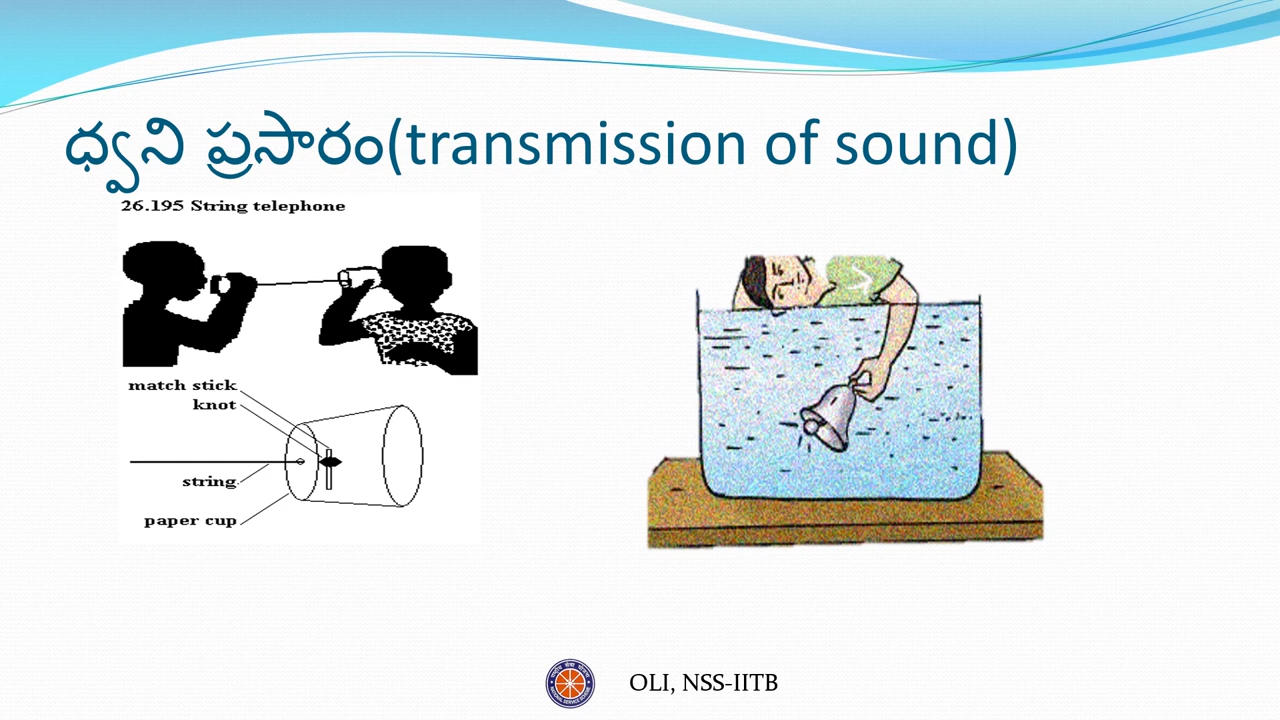 ధ్వని ప్రసారం(transmission of sound)
26.195 String telephone
match stick
knot
string
paper cup
OLI, NSS-IITB